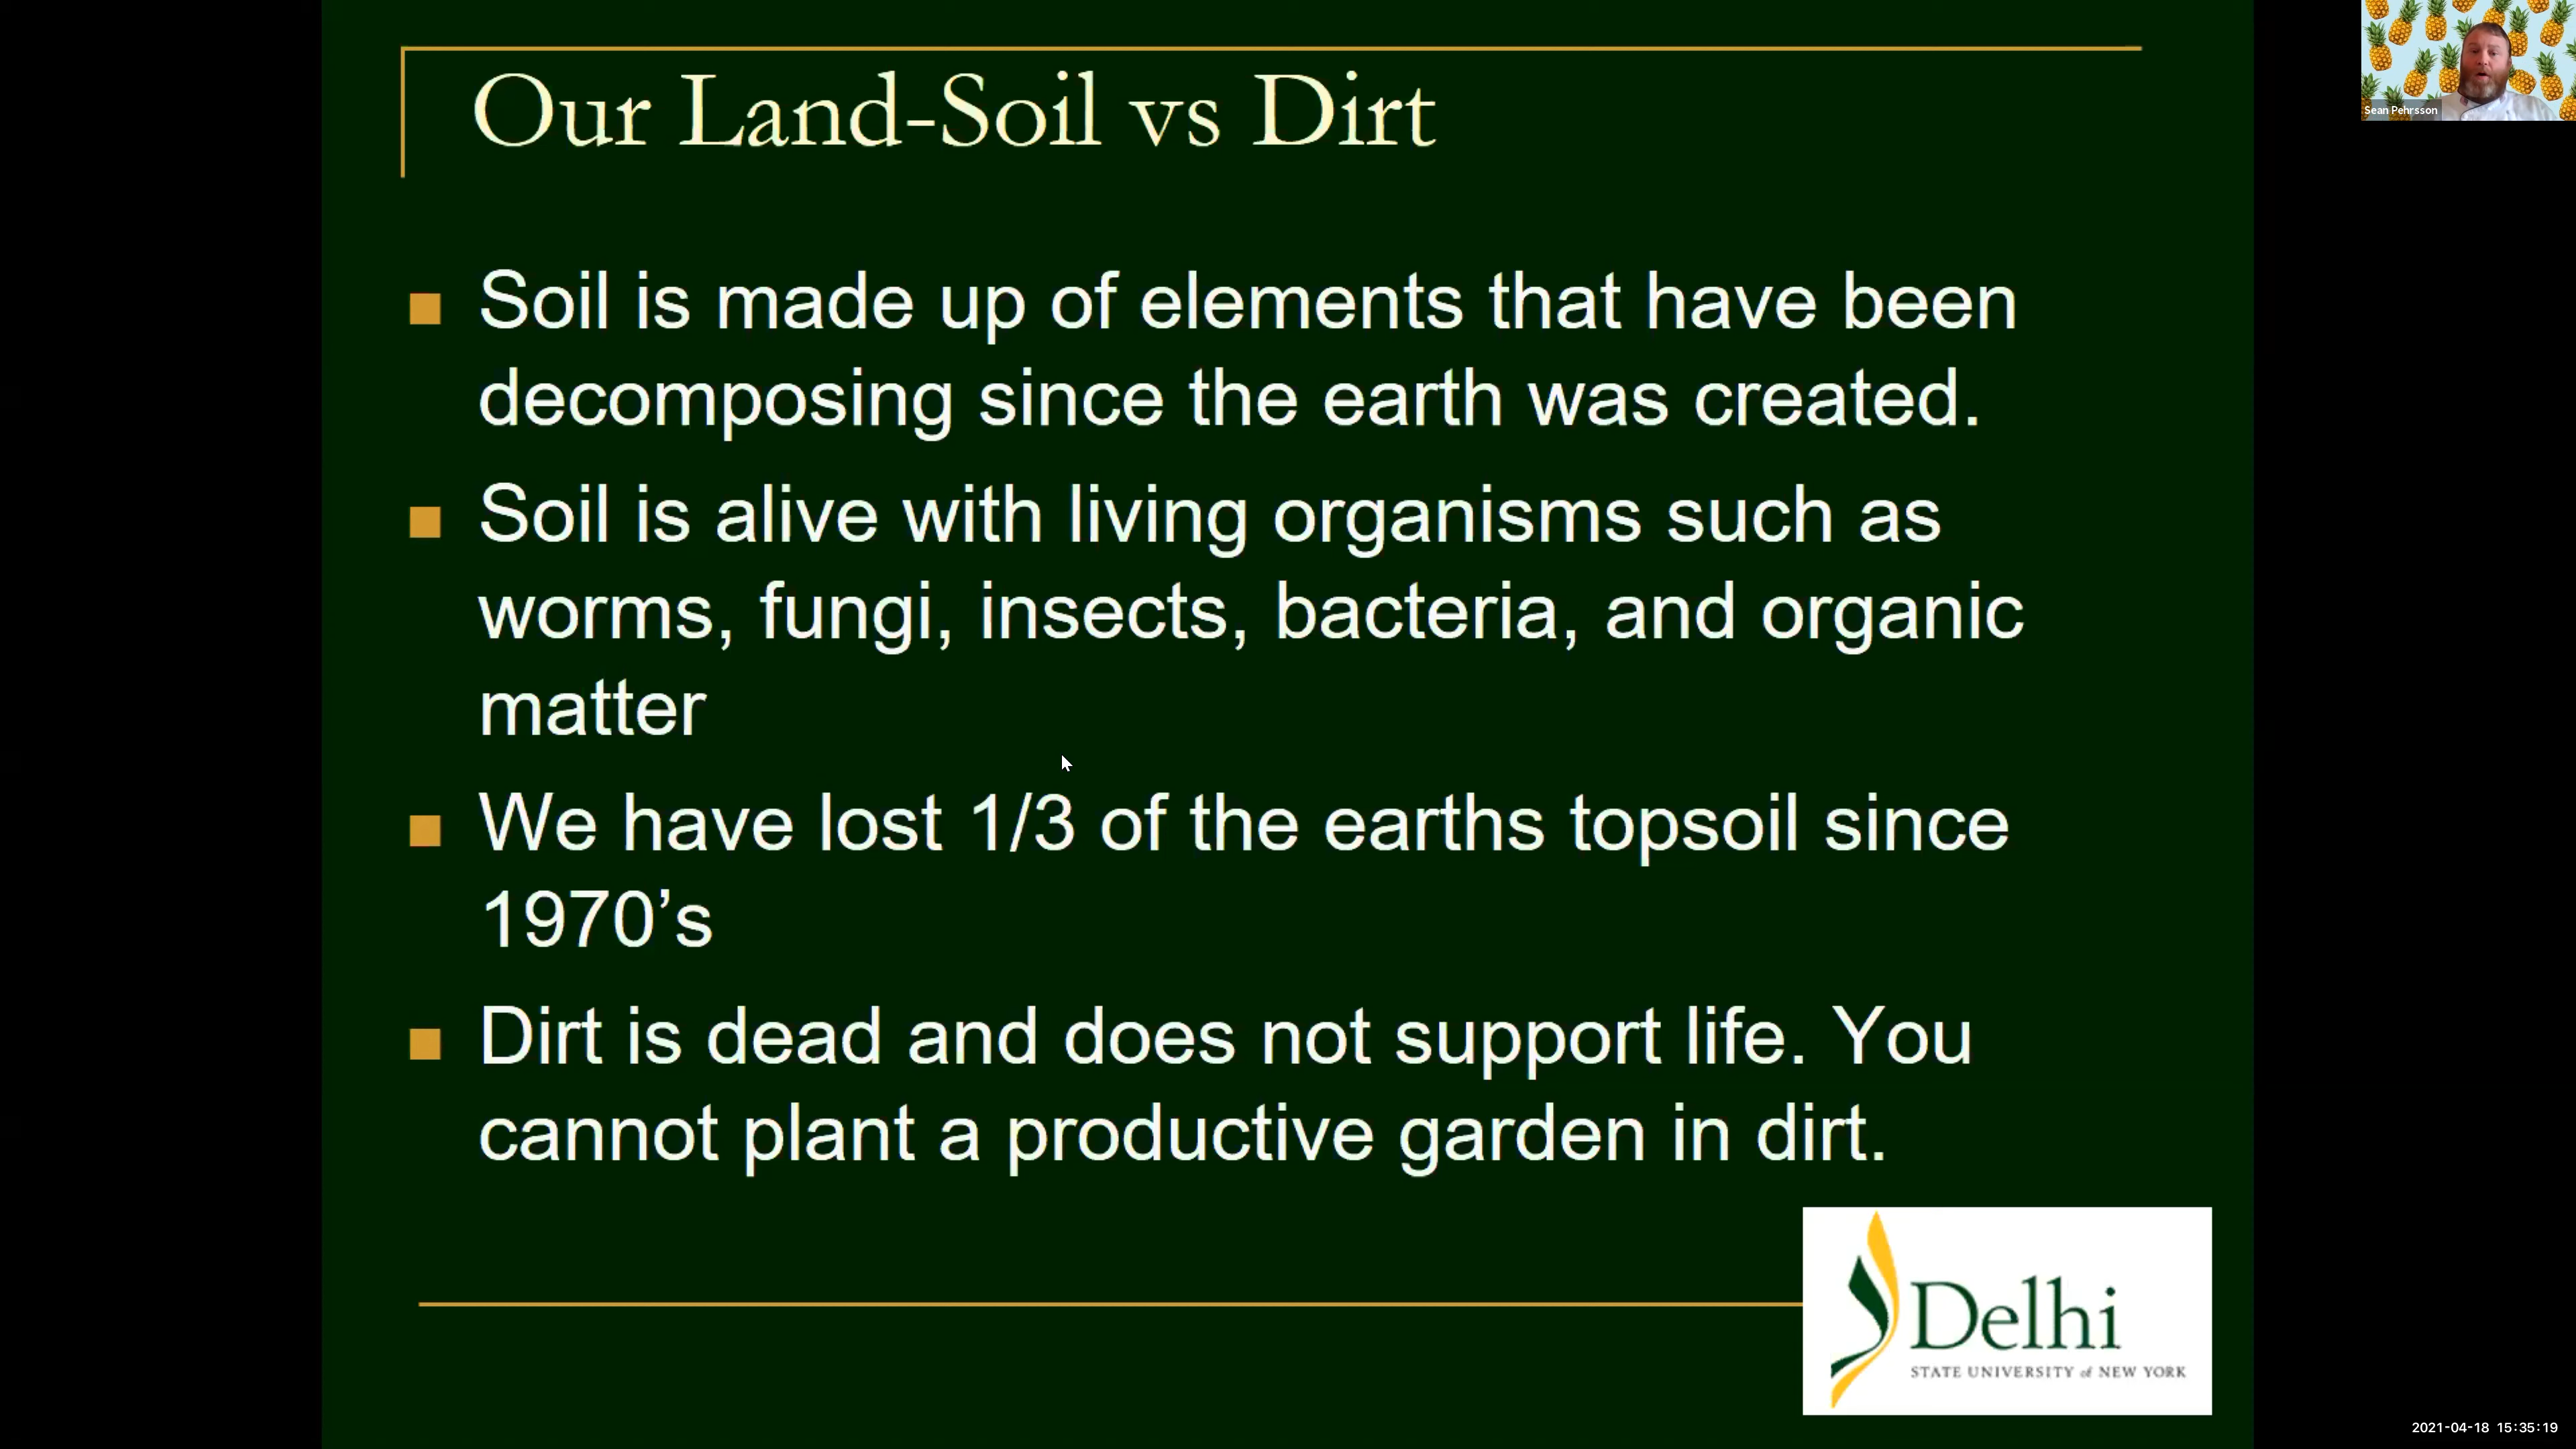 Our Land-Soil vs Dirt
Sean Pehrsson
Soil is made up of elements that have been
decomposing since the earth was created.
Soil is alive with living organisms such as
worms, fungi, insects, bacteria, and organic
matter
We have lost 1/3 of the earths topsoil since
1970’s
Dirt is dead and does not support life. You
cannot plant a productive garden in dirt.
Delhi
STATE UNIVERSITY of NEW YORK
2021-04-18 15:35:19